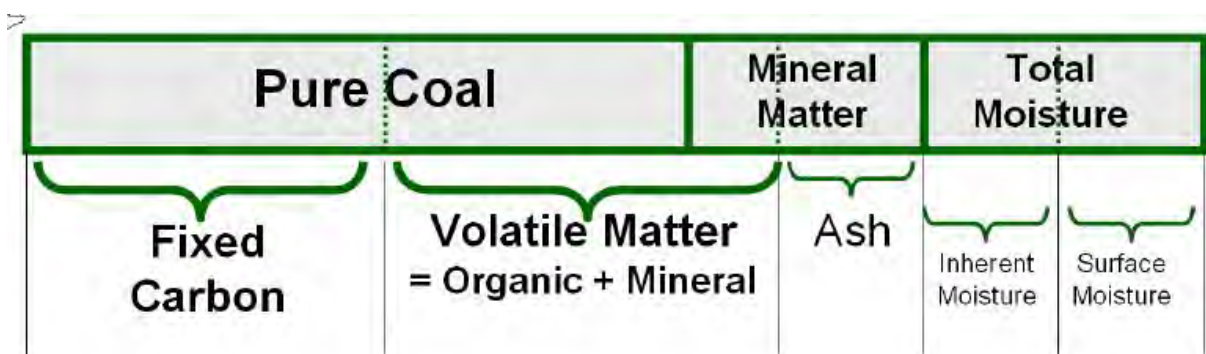 Pure Coal
Mineral
Matter
Total
Moisture
Fixed
Carbon
Volatile Matter
= Organic + Mineral
Ash
Inherent
Moisture
Surface
Moisture